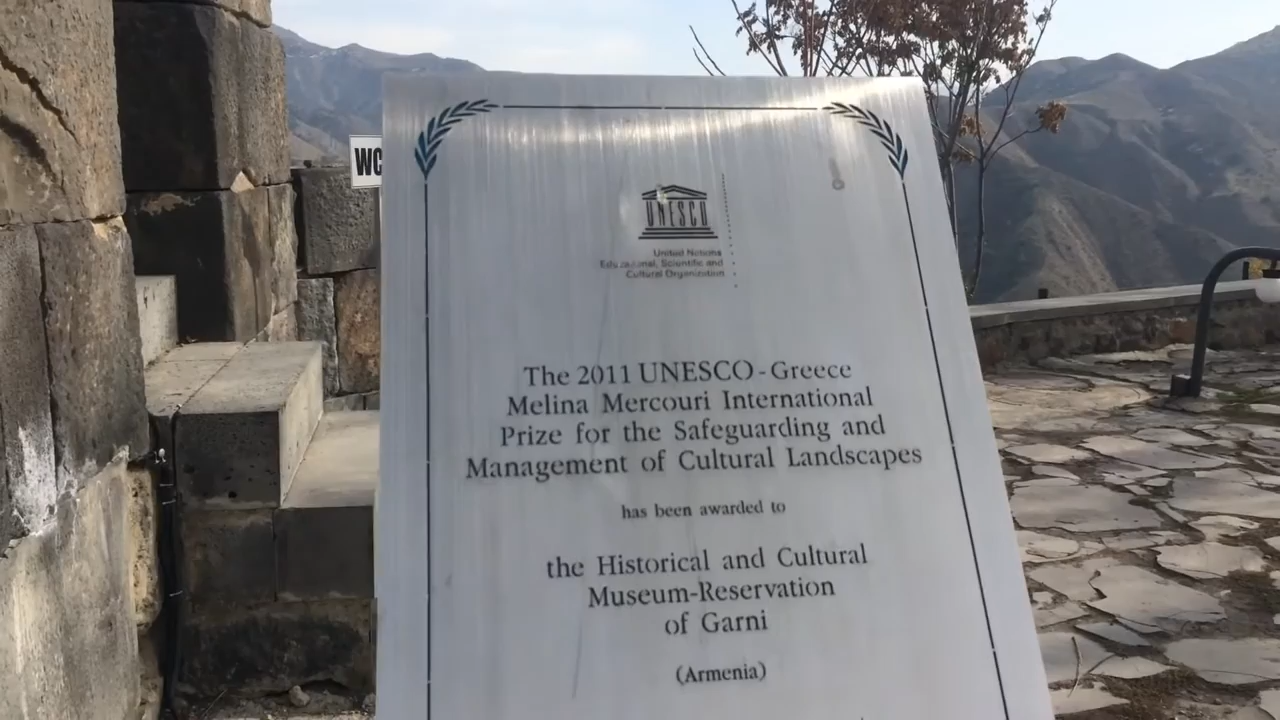 WC
UNESCO
United Nations
Educational, Scientific and
Cultural Organization
The 2011 UNESCO - Greece
Melina Mercouri International
Prize for the Safeguarding and
Management of Cultural Landscapes
has been awarded to
the Historical and Cultural
Museum-Reservation
of Garni
(Armenia)